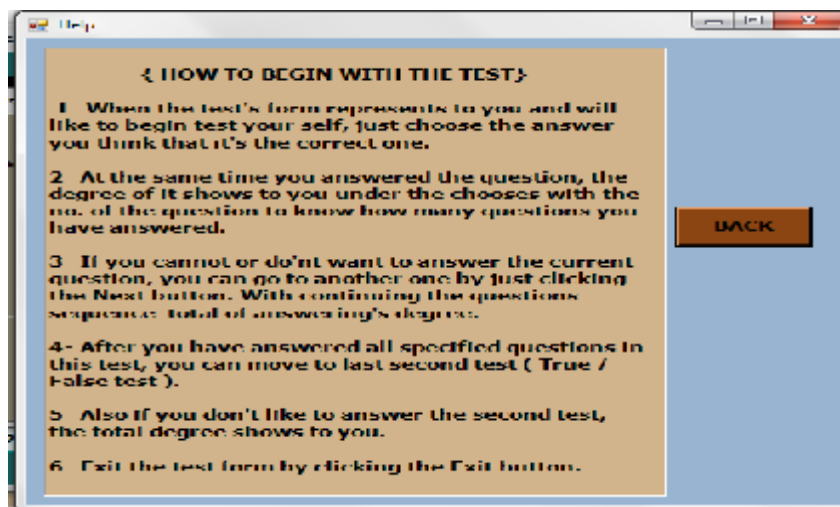 Help
{ HOW TO BEGIN WITH THE TEST}
1 When the test's form represents to you and will
like to begin test your self, just choose the answer
you think that it's the correct one.
2 At the same time you answered the question, the
degree of it shows to you under the chooses with the
no. of the question to know how many questions you
have answered.
3 If you cannot or do'nt want to answer the current
question, you can go to another one by just clicking
the Next button. With continuing the questions
sequence total of answering's degree.
4- After you have answered all specified questions in
this test, you can move to last second test ( True /
False test ).
5 Also if you don't like to answer the second test,
the total degree shows to you.
6 Exit the test form by clicking the Exit button.
BACK